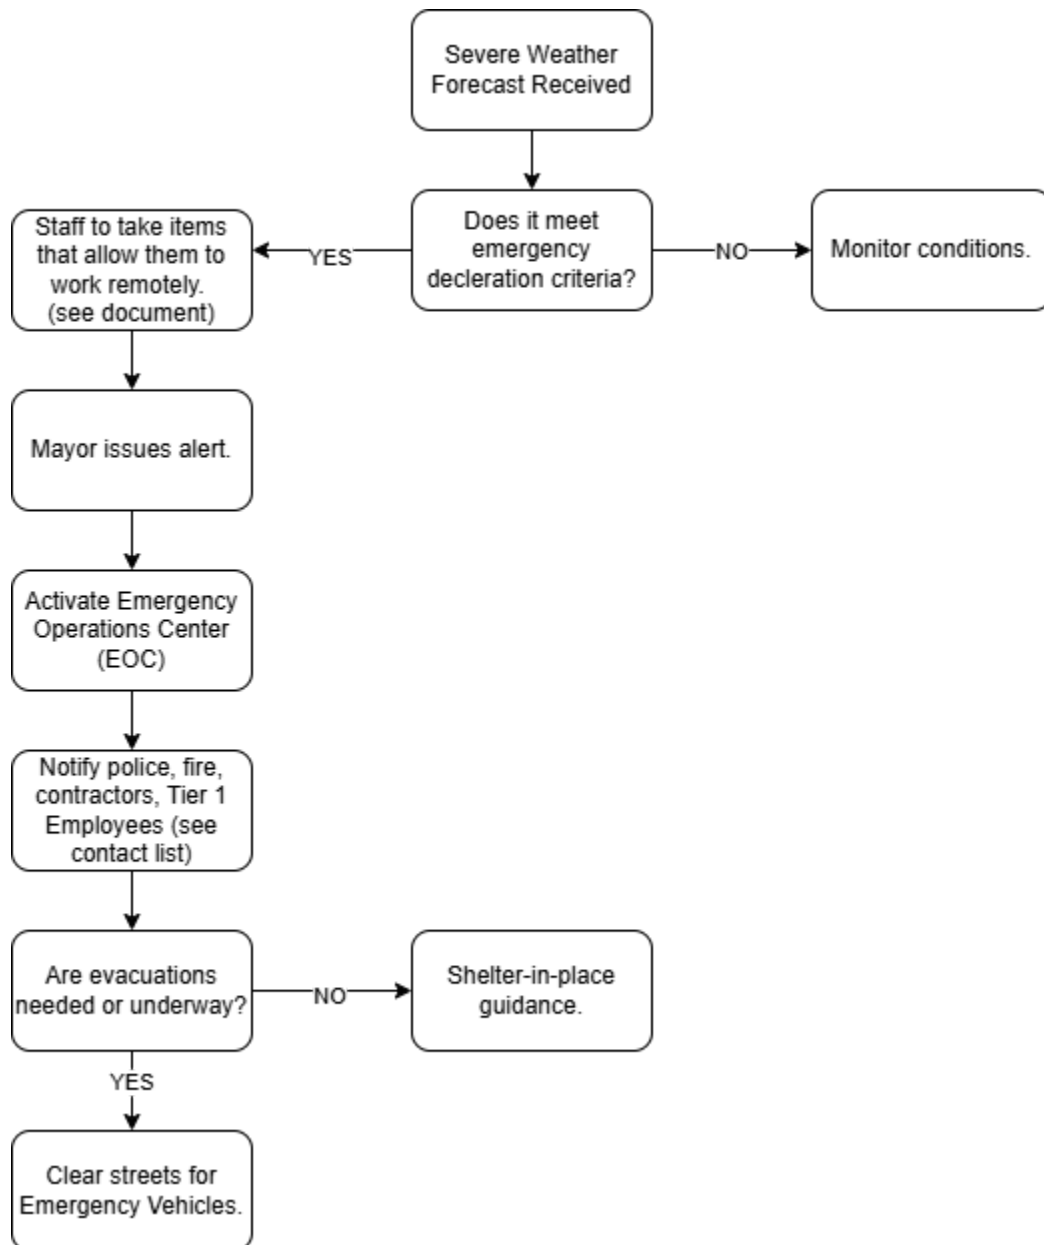 Severe Weather
Forecast Received
Does it meet
emergency
decleration criteria?
YES
NO
Staff to take items
that allow them to
work remotely.
(see document)
Monitor conditions.
Mayor issues alert.
Activate Emergency
Operations Center
(EOC)
Notify police, fire,
contractors, Tier 1
Employees (see
contact list)
Are evacuations
needed or underway?
NO
Shelter-in-place
guidance.
YES
Clear streets for
Emergency Vehicles.